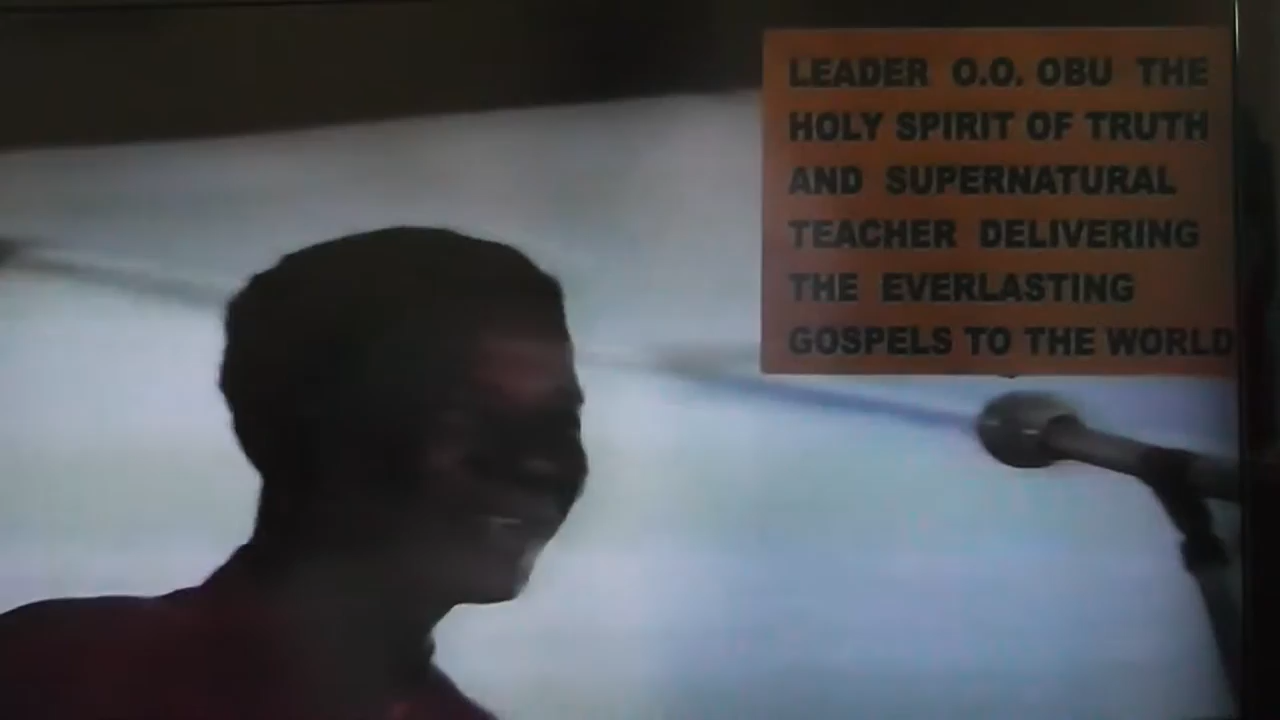 LEADER O.O. OBU THE
HOLY SPIRIT OF TRUTH
AND SUPERNATURAL
TEACHER DELIVERING
THE EVERLASTING
GOSPELS TO THE WORLD